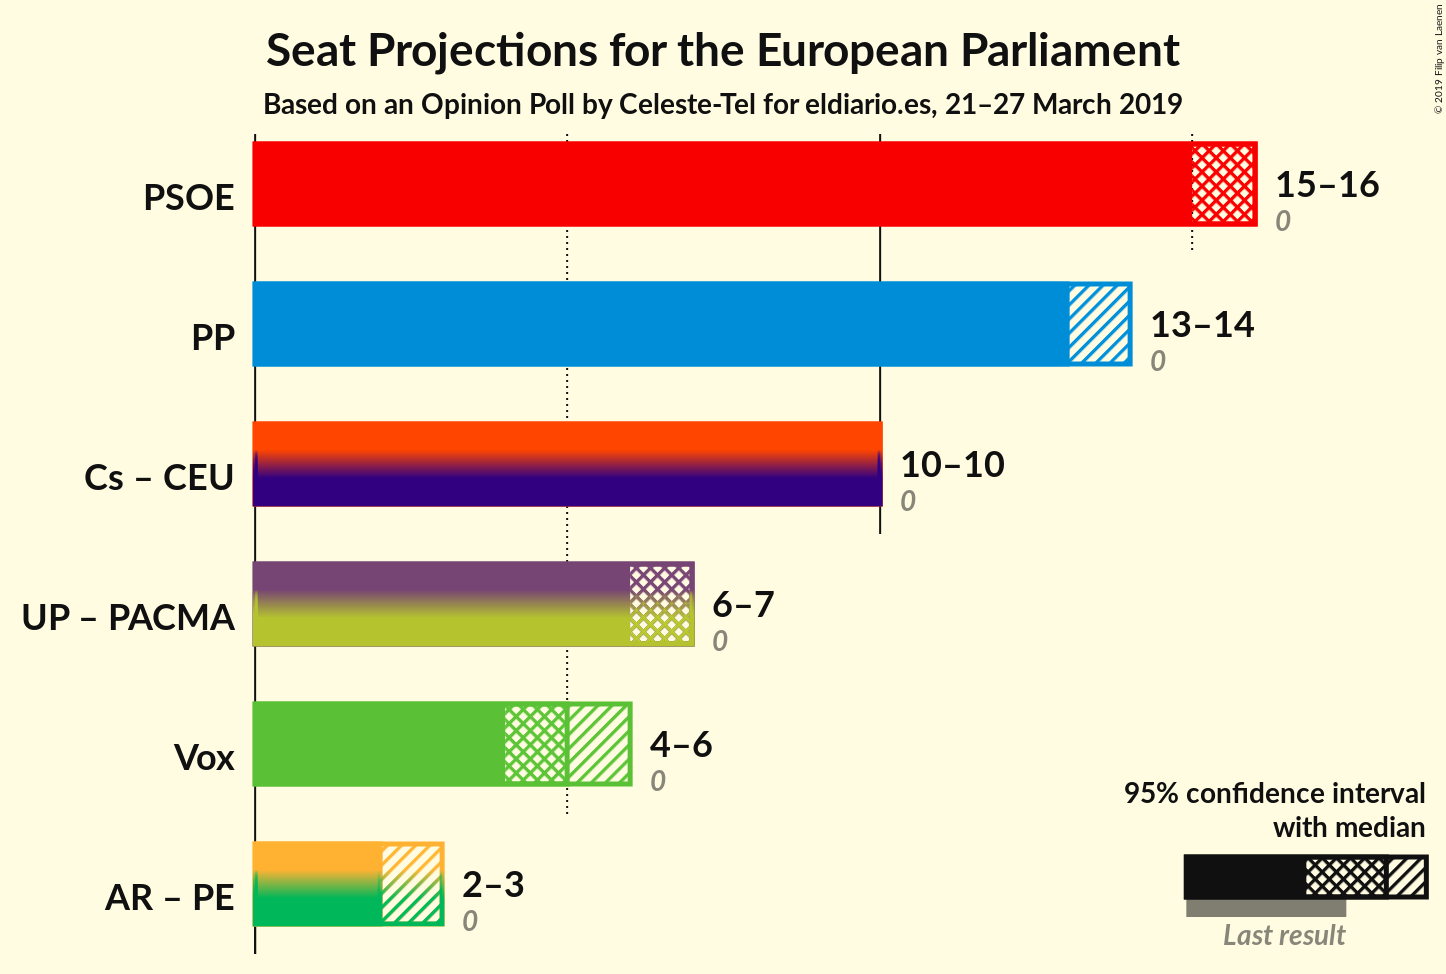 Seat Projections for the European Parliament
Based on an Opinion Poll by Celeste-Tel for eldiario.es, 21–27 March 2019
© 2019 Filip van Laenen
PSOE
15–16
0
PP
13–14
0
Cs – CEU
10–10
0
UP – PACMA
6–7
0
Vox
4–6
0
AR – PE
2–3
0
95% confidence interval
with median
Last result